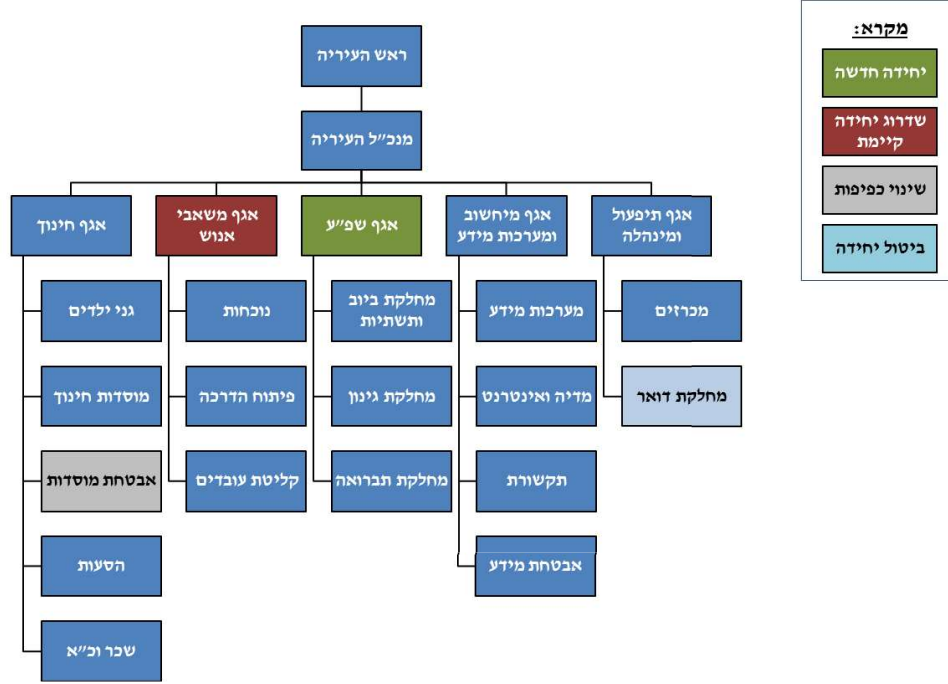 מקרא:
יחידה חדשה
שדרוג יחידה
קיימת
שינוי כפיפות
ביטול יחידה
ראש העיריה
מנכ"ל העיריה
אגף תיפעול
ומינהלה
אגף מיחשוב
ומערכות מידע
אגף שפ"ע
אגף משאבי
אנוש
אגף חינוך
מכרזים
מערכות מידע
מחלקת ביוב
ותשתיות
נוכחות
גני ילדים
מחלקת דואר
מדיה ואינטרנט
מחלקת גינון
פיתוח הדרכה
מוסדות חינוך
תקשורת
מחלקת תברואה
קליטת עובדים
אבטחת מוסדות
אבטחת מידע
הסעות
שכר וכ"א